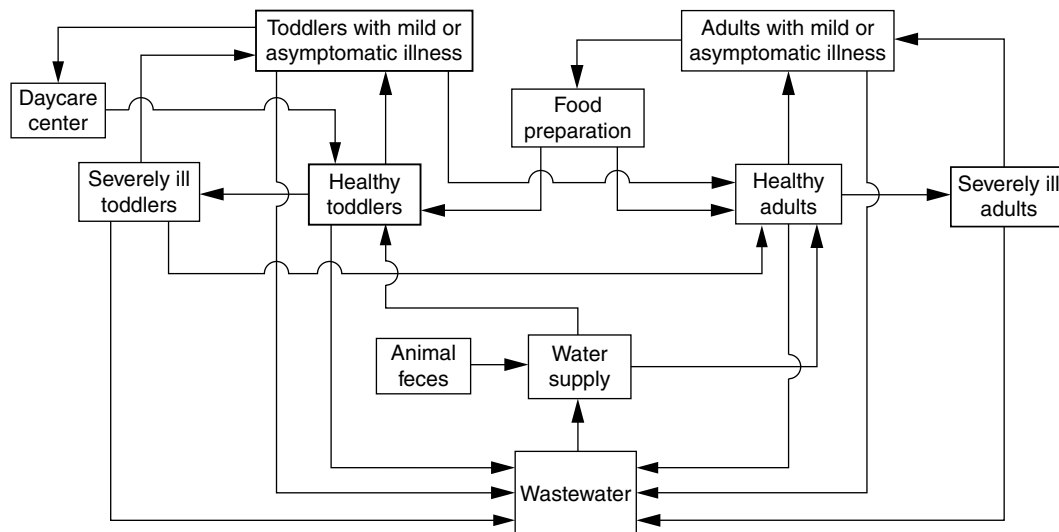 Toddlers with mild or
asymptomatic illness
Adults with mild or
asymptomatic illness
Daycare
center
Food
preparation
Severely ill
toddlers
Healthy
toddlers
Healthy
adults
Severely ill
adults
Animal
feces
Water
supply
Wastewater